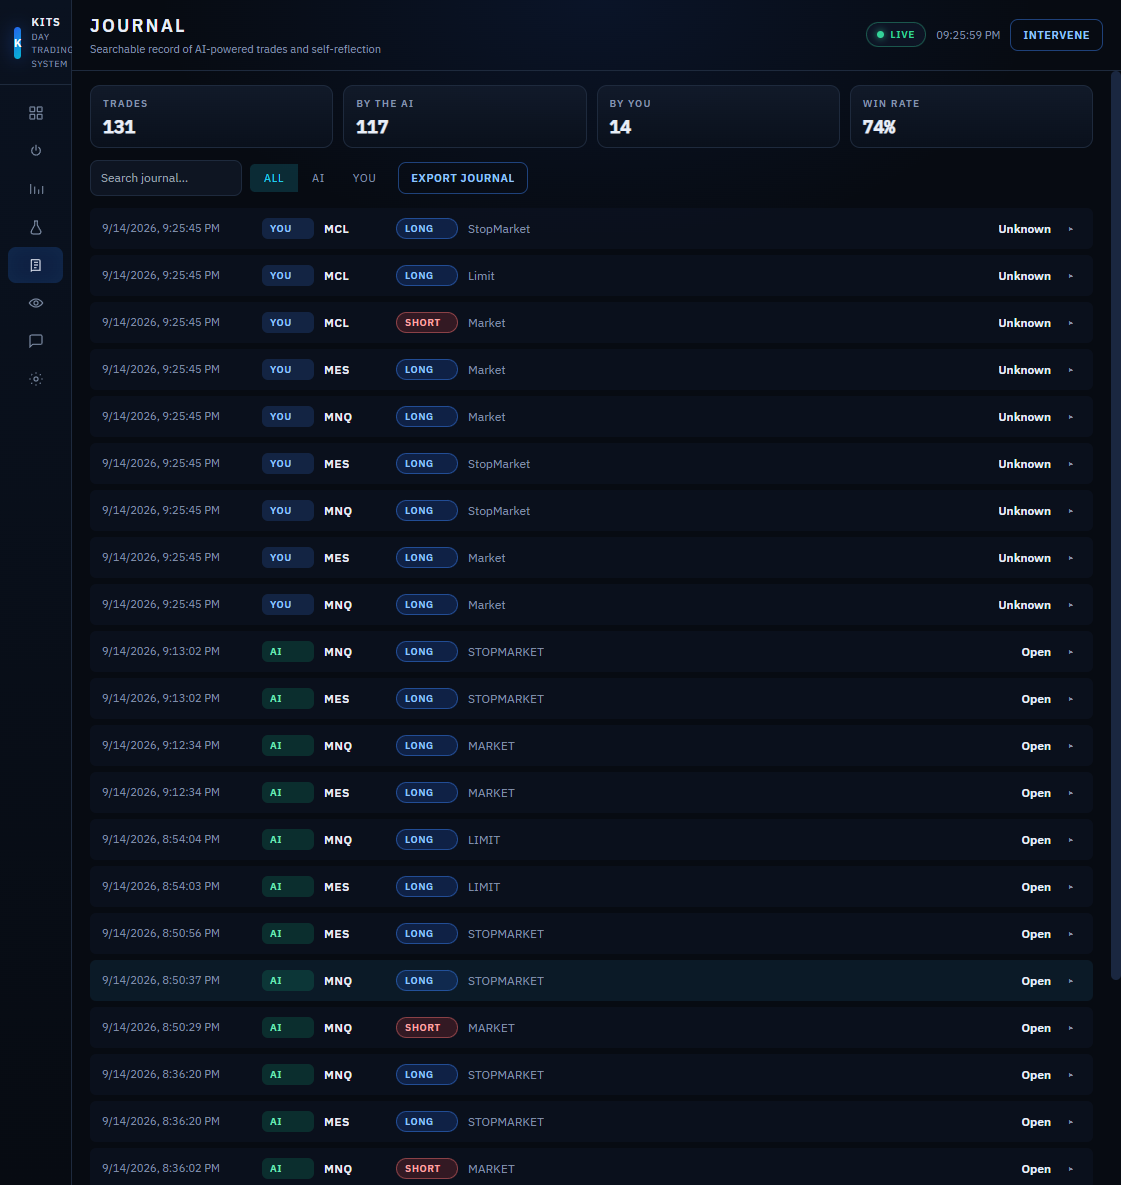 K
KITS
DAY
TRADING
SYSTEM
JOURNAL
Searchable record of AI-powered trades and self-reflection
LIVE
09:25:59 PM
INTERVENE
TRADES
131
BY THE AI
117
BY YOU
14
WIN RATE
74%
Search journal...
ALL
AI
YOU
EXPORT JOURNAL
9/14/2026, 9:25:45 PM YOU MCL LONG StopMarket Unknown
9/14/2026, 9:25:45 PM YOU MCL LONG Limit Unknown
9/14/2026, 9:25:45 PM YOU MCL SHORT Market Unknown
9/14/2026, 9:25:45 PM YOU MES LONG Market Unknown
9/14/2026, 9:25:45 PM YOU MNQ LONG Market Unknown
9/14/2026, 9:25:45 PM YOU MES LONG StopMarket Unknown
9/14/2026, 9:25:45 PM YOU MNQ LONG StopMarket Unknown
9/14/2026, 9:25:45 PM YOU MES LONG Market Unknown
9/14/2026, 9:25:45 PM YOU MNQ LONG Market Unknown
9/14/2026, 9:13:02 PM AI MNQ LONG STOPMARKET Open
9/14/2026, 9:13:02 PM AI MES LONG STOPMARKET Open
9/14/2026, 9:12:34 PM AI MNQ LONG MARKET Open
9/14/2026, 9:12:34 PM AI MES LONG MARKET Open
9/14/2026, 8:54:04 PM AI MNQ LONG LIMIT Open
9/14/2026, 8:54:03 PM AI MES LONG LIMIT Open
9/14/2026, 8:50:56 PM AI MES LONG STOPMARKET Open
9/14/2026, 8:50:37 PM AI MNQ LONG STOPMARKET Open
9/14/2026, 8:50:29 PM AI MNQ SHORT MARKET Open
9/14/2026, 8:36:20 PM AI MNQ LONG STOPMARKET Open
9/14/2026, 8:36:20 PM AI MES LONG STOPMARKET Open
9/14/2026, 8:36:02 PM AI MNQ SHORT MARKET Open